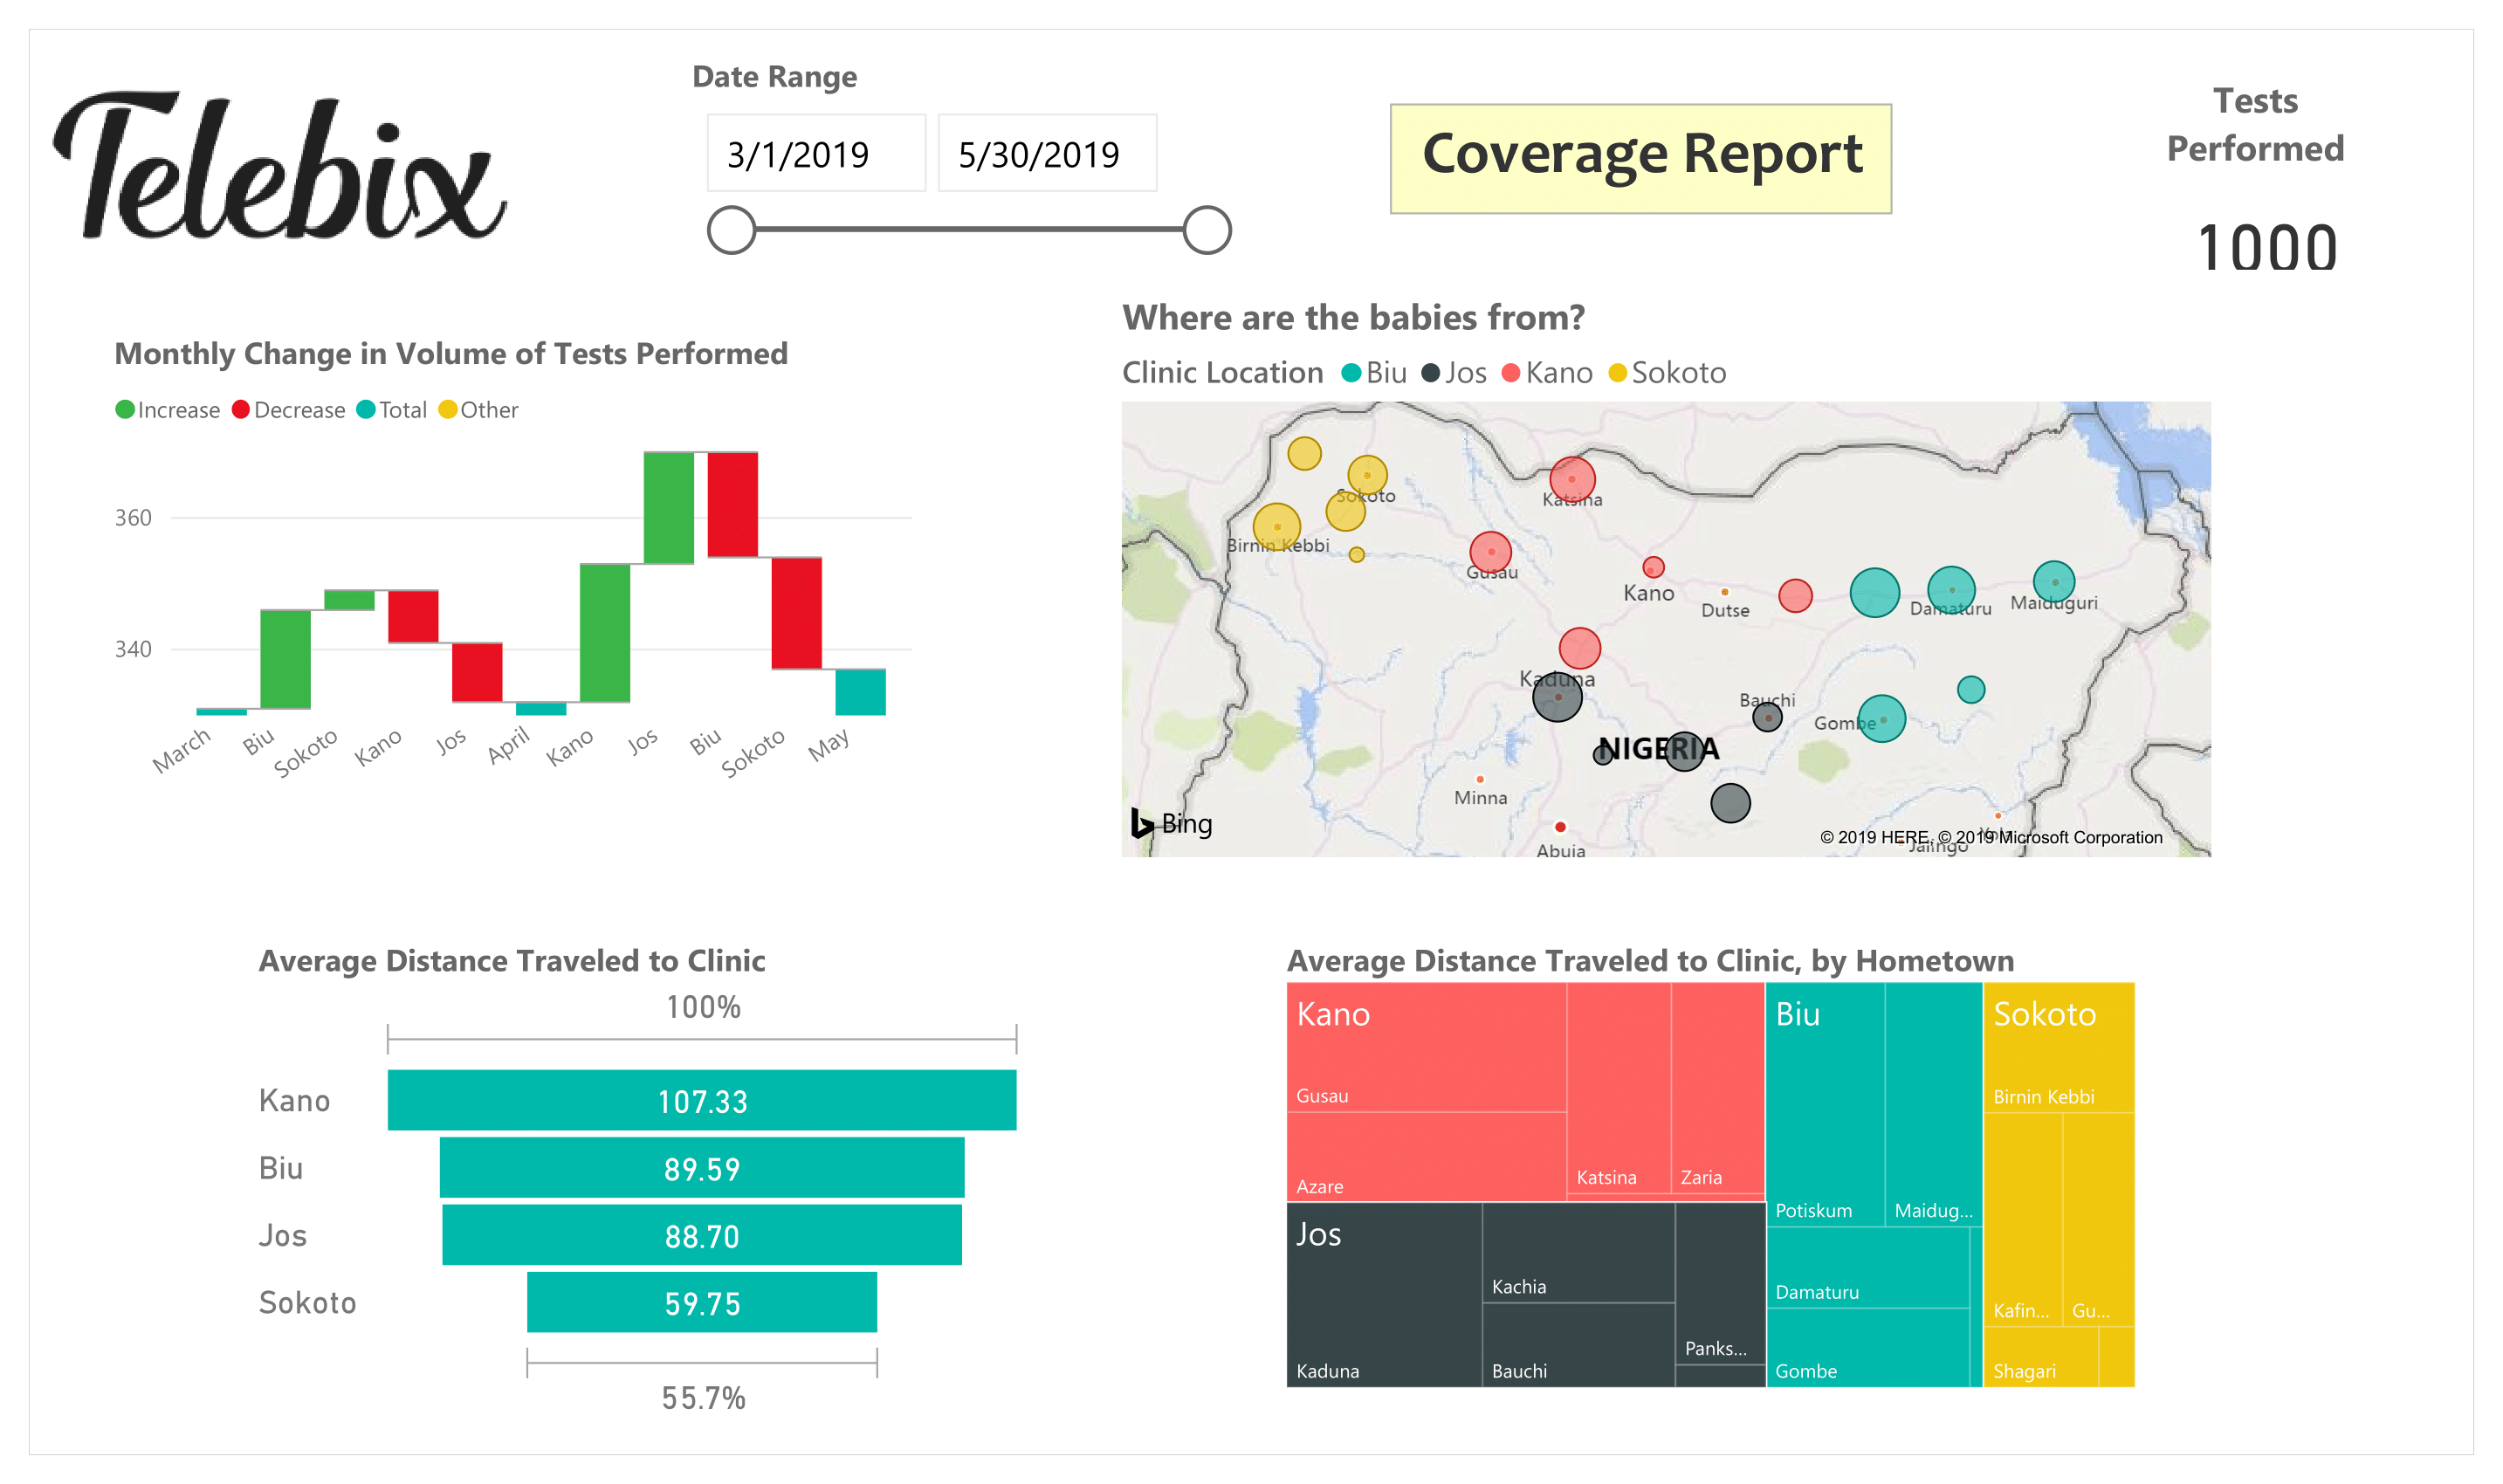 Telebix
Date Range
3/1/2019
5/30/2019
Coverage Report
Tests
Performed
1000
Monthly Change in Volume of Tests Performed
Increase Decrease Total Other
360
340
March Biu Sokoto Kano Jos April Kano Jos Biu Sokoto May
Where are the babies from?
Clinic Location Biu Jos Kano Sokoto
Sokoto
Katsina
Birnin Kebbi
Gusau
Kano
Dutse
Damaturu
Maiduguri
Kaduna
Bauchi
Gombe
NIGERIA
Minna
Abuja
Yola
Jalingo
Bing
© 2019 HERE, © 2019 Microsoft Corporation
Average Distance Traveled to Clinic
100%
Kano 107.33
Biu 89.59
Jos 88.70
Sokoto 59.75
55.7%
Average Distance Traveled to Clinic, by Hometown
Kano
Gusau
Azare
Katsina
Zaria
Jos
Kaduna
Kachia
Bauchi
Panks...
Biu
Potiskum
Maidug...
Damaturu
Gombe
Sokoto
Birnin Kebbi
Kafin...
Gu...
Shagari